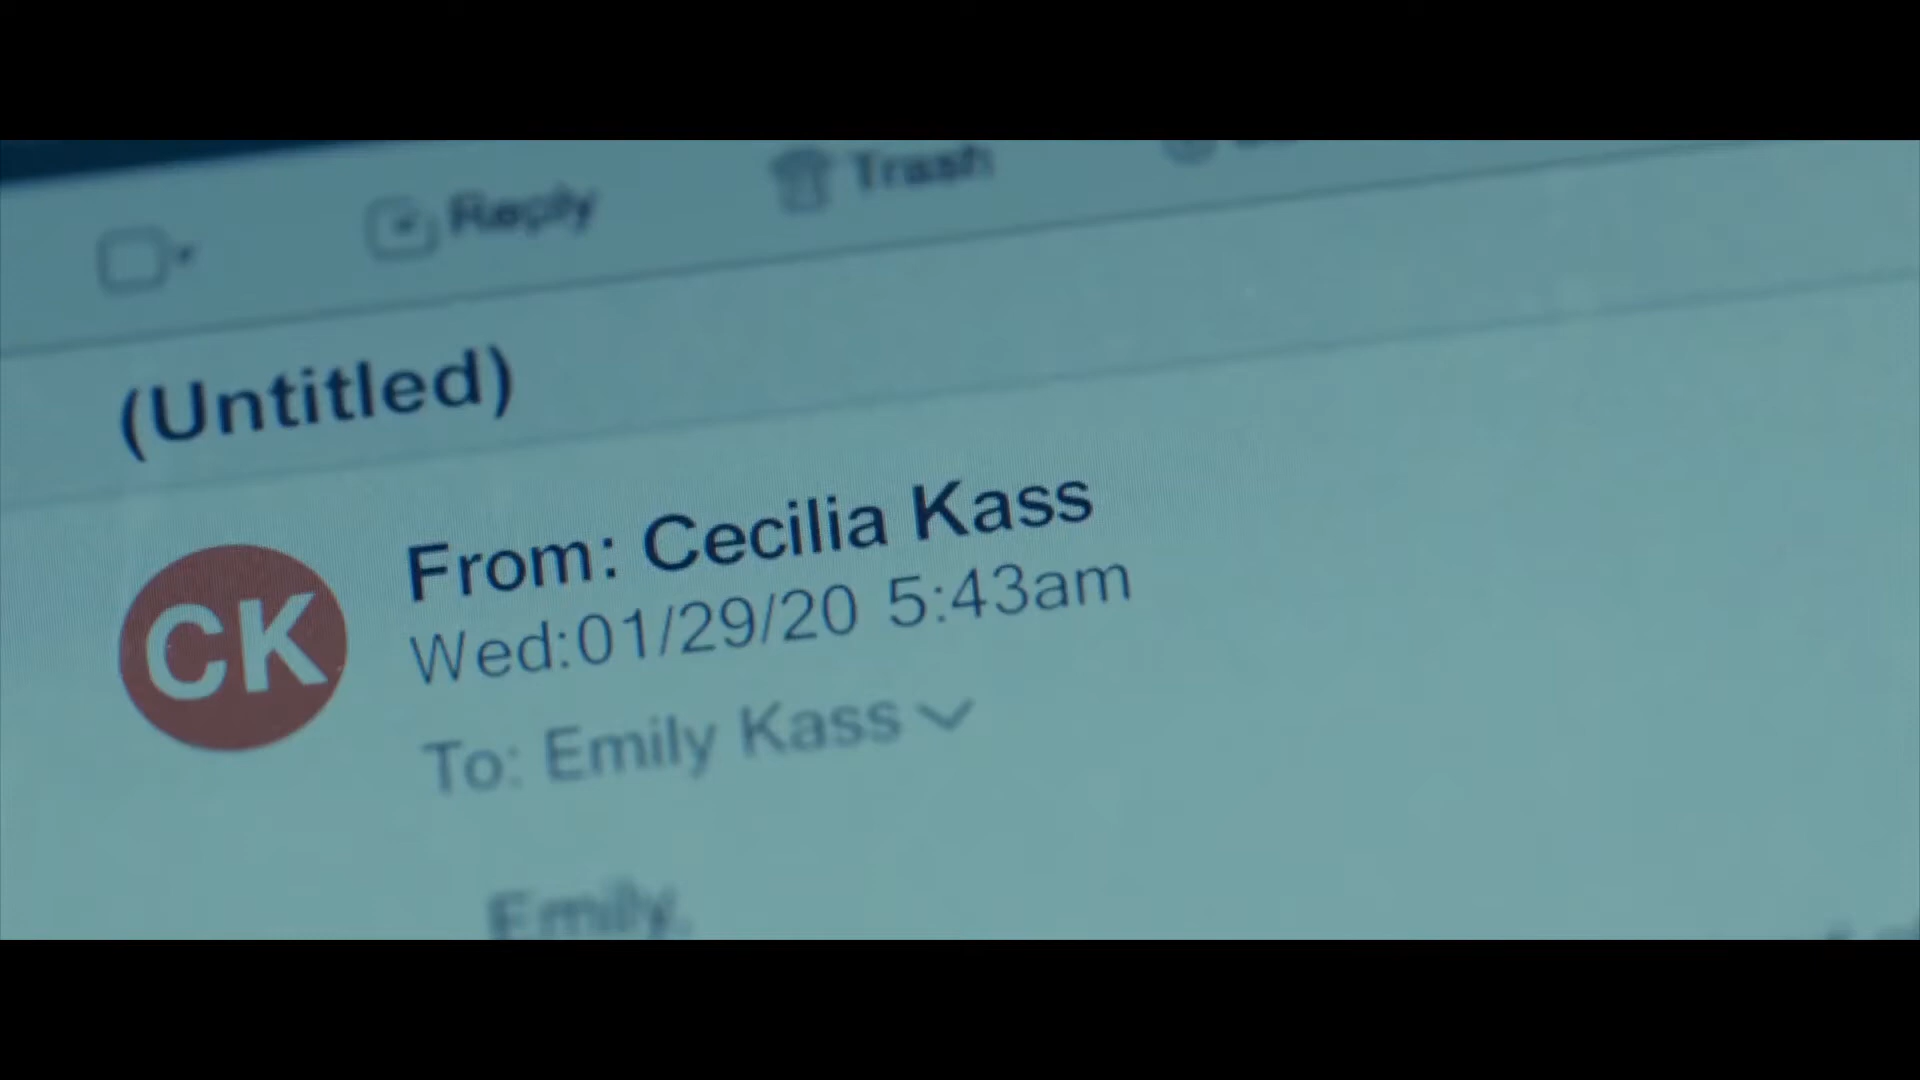 Reply Trash
(Untitled)
CK
From: Cecilia Kass
Wed:01/29/20 5:43am
To: Emily Kass
Emily,